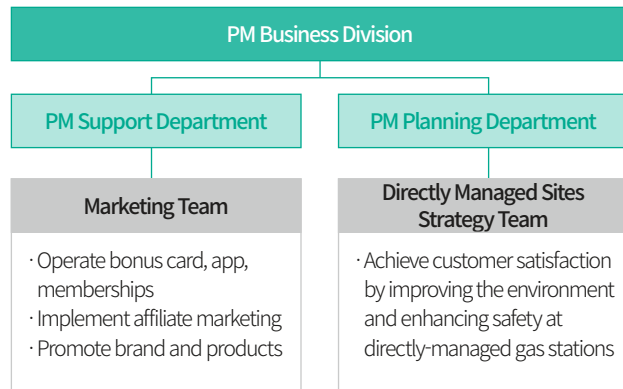 PM Business Division
PM Support Department
PM Planning Department
Marketing Team
· Operate bonus card, app,
memberships
· Implement affiliate marketing
· Promote brand and products
Directly Managed Sites
Strategy Team
· Achieve customer satisfaction
by improving the environment
and enhancing safety at
directly-managed gas stations